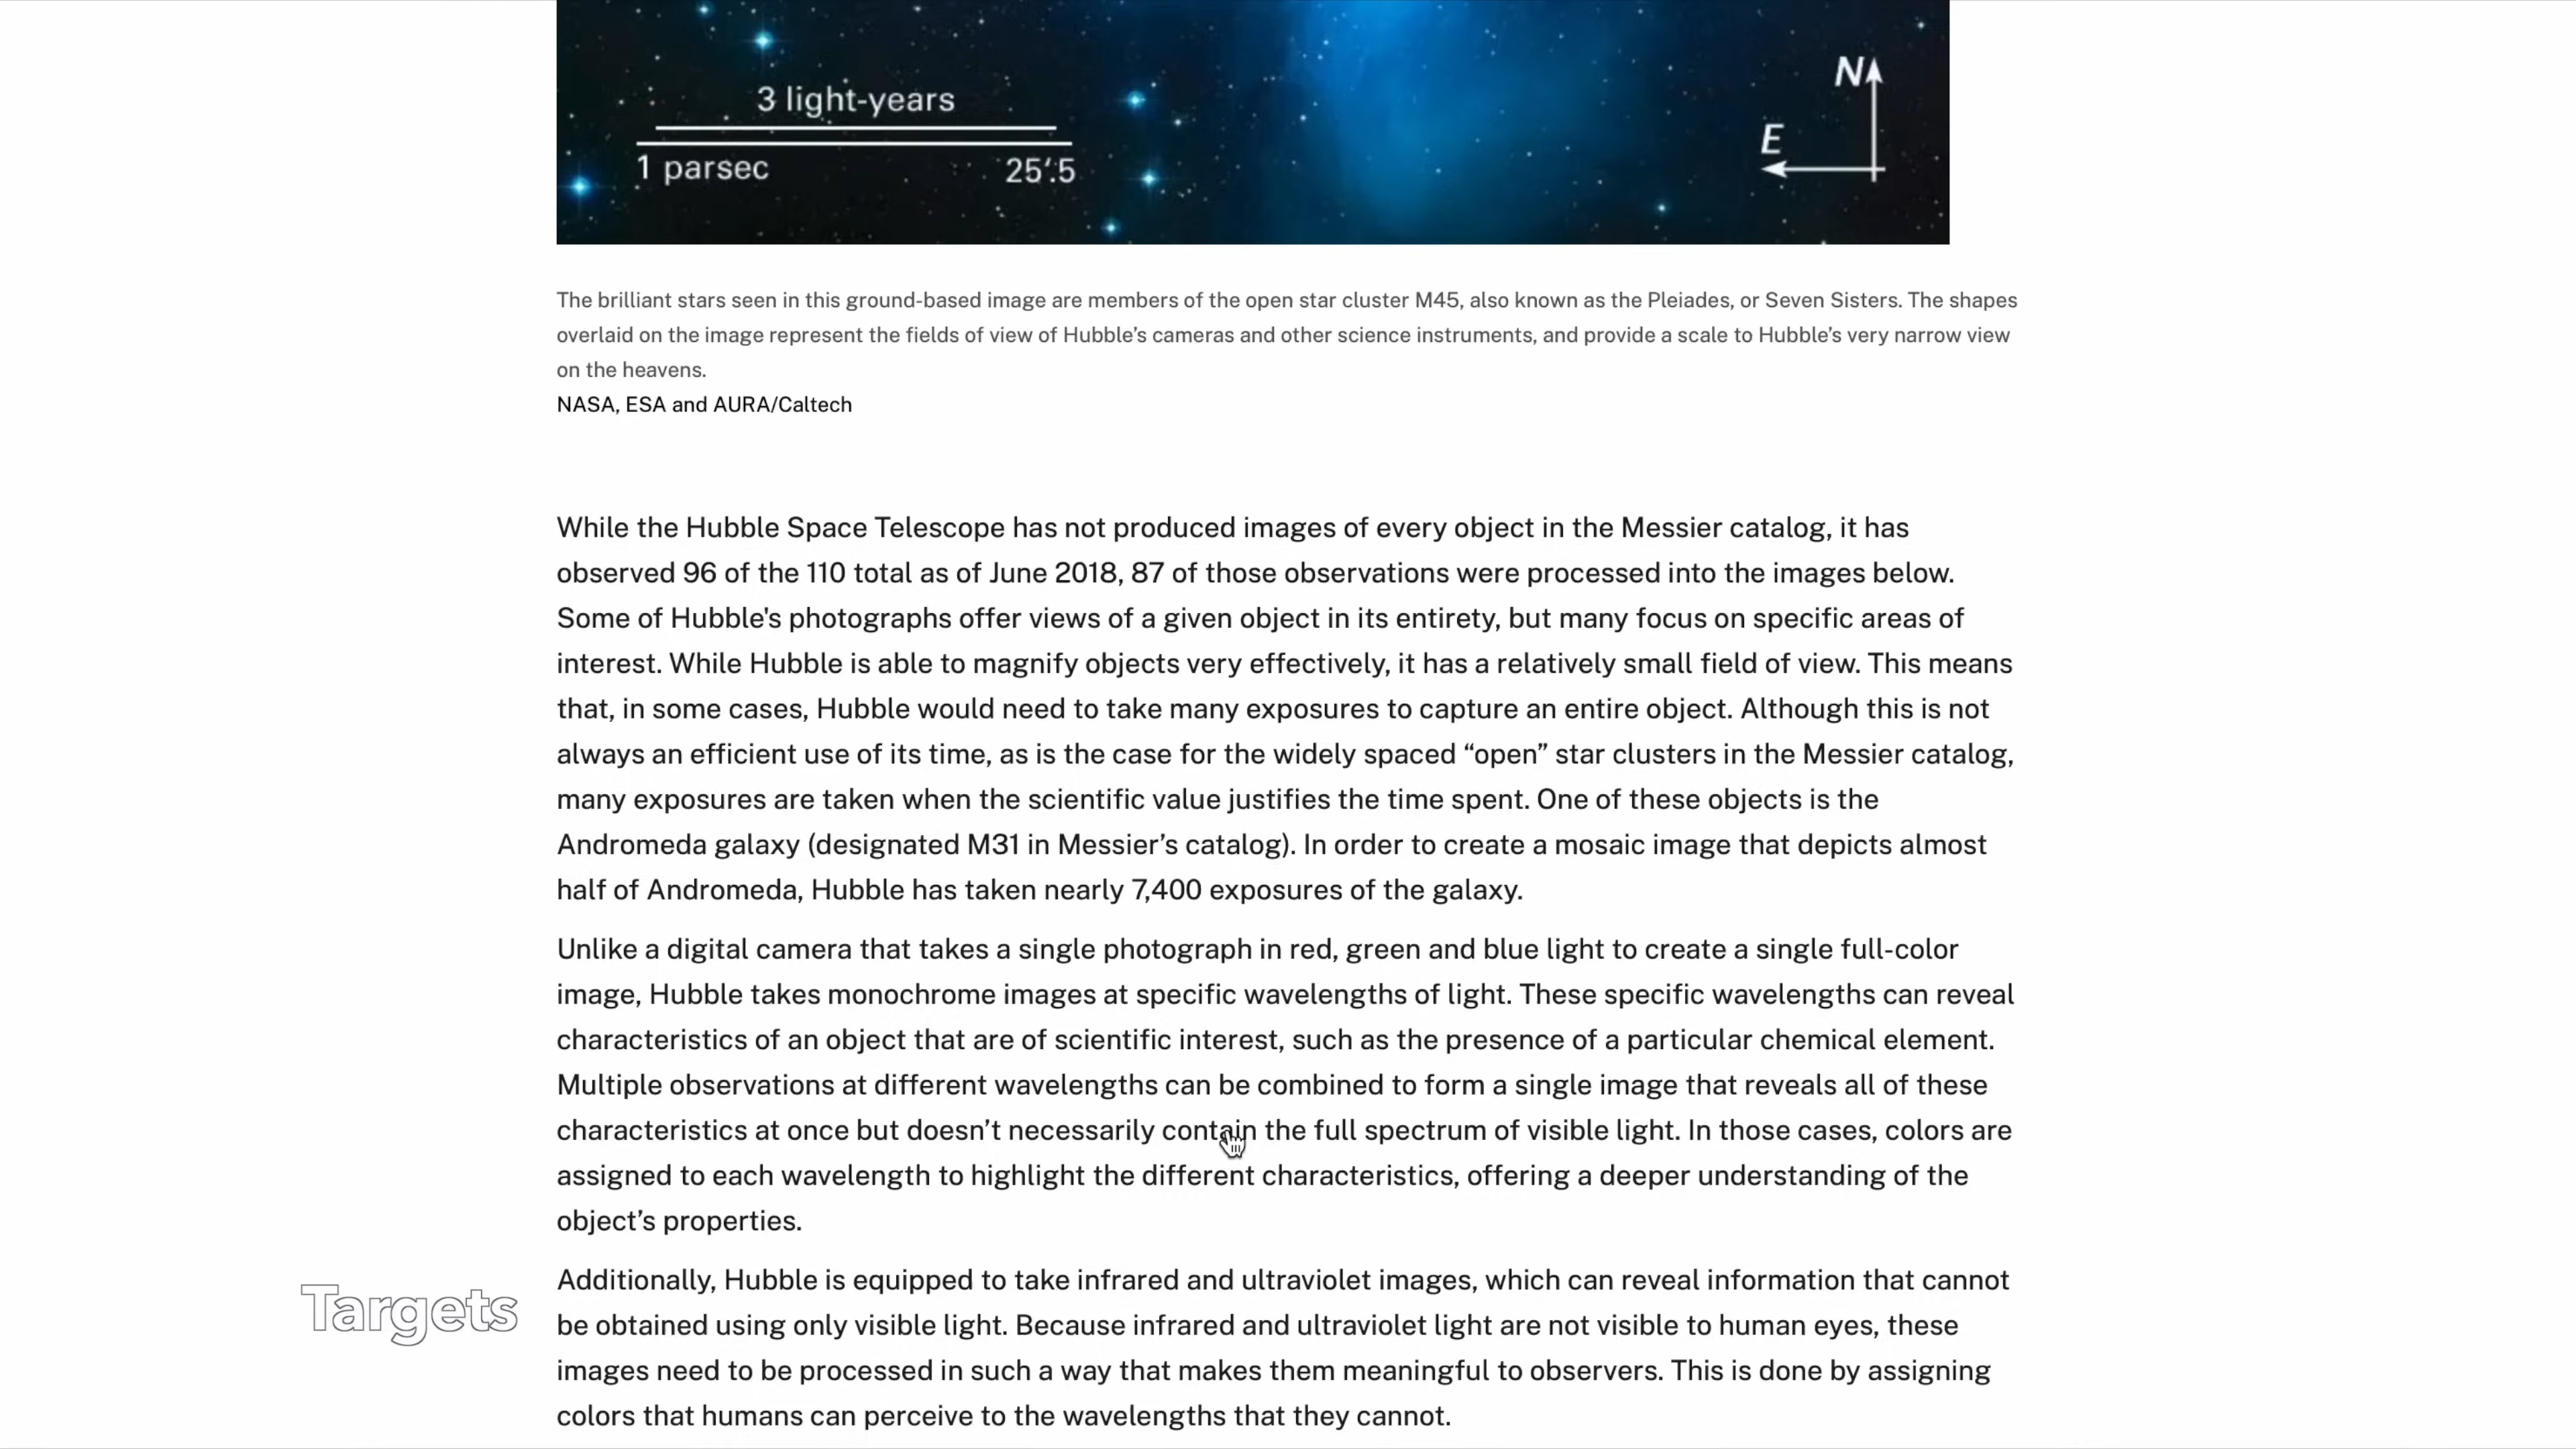 3 light-years
1 parsec 25'.5
N
E
The brilliant stars seen in this ground-based image are members of the open star cluster M45, also known as the Pleiades, or Seven Sisters. The shapes
overlaid on the image represent the fields of view of Hubble’s cameras and other science instruments, and provide a scale to Hubble’s very narrow view
on the heavens.
NASA, ESA and AURA/Caltech
While the Hubble Space Telescope has not produced images of every object in the Messier catalog, it has
observed 96 of the 110 total as of June 2018, 87 of those observations were processed into the images below.
Some of Hubble's photographs offer views of a given object in its entirety, but many focus on specific areas of
interest. While Hubble is able to magnify objects very effectively, it has a relatively small field of view. This means
that, in some cases, Hubble would need to take many exposures to capture an entire object. Although this is not
always an efficient use of its time, as is the case for the widely spaced “open” star clusters in the Messier catalog,
many exposures are taken when the scientific value justifies the time spent. One of these objects is the
Andromeda galaxy (designated M31 in Messier’s catalog). In order to create a mosaic image that depicts almost
half of Andromeda, Hubble has taken nearly 7,400 exposures of the galaxy.
Unlike a digital camera that takes a single photograph in red, green and blue light to create a single full-color
image, Hubble takes monochrome images at specific wavelengths of light. These specific wavelengths can reveal
characteristics of an object that are of scientific interest, such as the presence of a particular chemical element.
Multiple observations at different wavelengths can be combined to form a single image that reveals all of these
characteristics at once but doesn’t necessarily contain the full spectrum of visible light. In those cases, colors are
assigned to each wavelength to highlight the different characteristics, offering a deeper understanding of the
object’s properties.
Targets
Additionally, Hubble is equipped to take infrared and ultraviolet images, which can reveal information that cannot
be obtained using only visible light. Because infrared and ultraviolet light are not visible to human eyes, these
images need to be processed in such a way that makes them meaningful to observers. This is done by assigning
colors that humans can perceive to the wavelengths that they cannot.